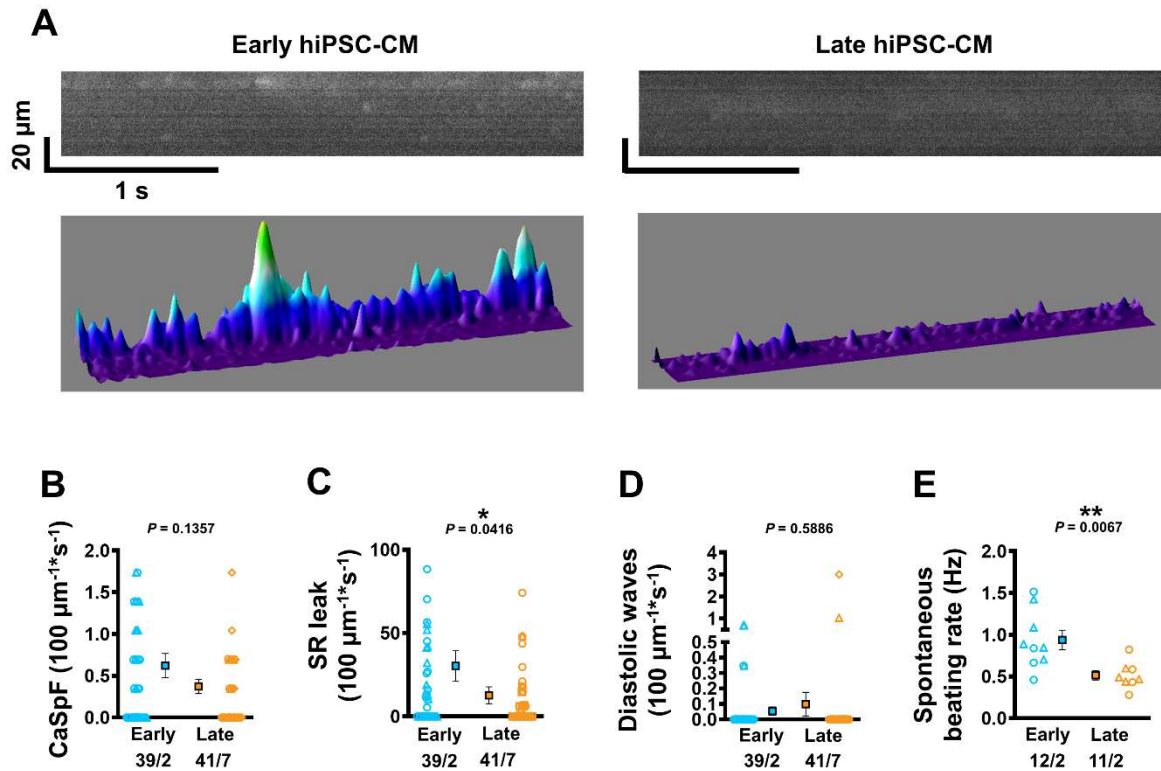 A
Early hiPSC-CM
Late hiPSC-CM
20 µm
1 s
B
CaSpF (100 µm⁻¹*s⁻¹)
P = 0.1357
2.0
1.5
1.0
0.5
0.0
Early
Late
39/2
41/7
C
SR leak
(100 µm⁻¹*s⁻¹)
*
P = 0.0416
100
50
0
Early
Late
39/2
41/7
D
Diastolic waves
(100 µm⁻¹*s⁻¹)
P = 0.5886
4
3
2
1
0.5
0.4
0.3
0.2
0.1
0.0
Early
Late
39/2
41/7
E
Spontaneous
beating rate (Hz)
**
P = 0.0067
2.0
1.5
1.0
0.5
0.0
Early
Late
12/2
11/2